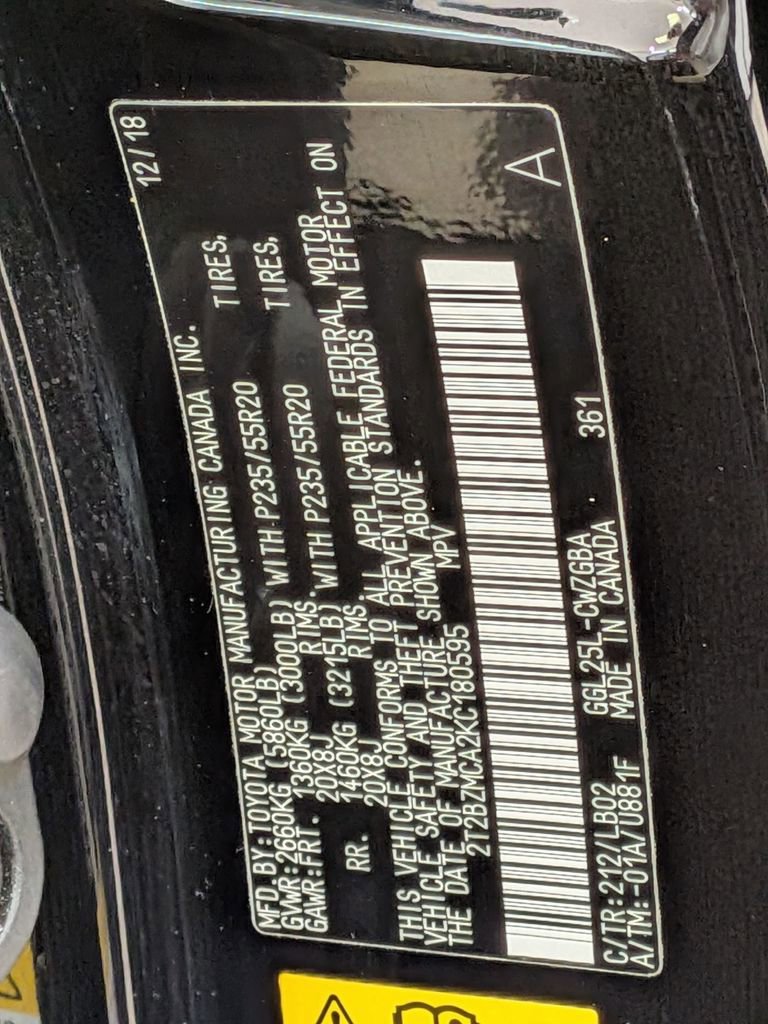 12/18
MFD. BY:TOYOTA MOTOR MANUFACTURING CANADA INC.
GVWR:2660KG (5860LB)
GAWR:FRT. 1360KG (3000LB) WITH P235/55R20 TIRES,
20X8J RIMS.
RR. 1460KG (3215LB) WITH P235/55R20 TIRES,
20X8J RIMS.
THIS VEHICLE CONFORMS TO ALL APPLICABLE FEDERAL MOTOR
VEHICLE SAFETY AND THEFT PREVENTION STANDARDS IN EFFECT ON
THE DATE OF MANUFACTURE SHOWN ABOVE.
2T2BZMCA2KC180595 MPV
A
C/TR:212/LB02 GGL25L-CWZGBA 361
A/TM:-01A/U881F MADE IN CANADA